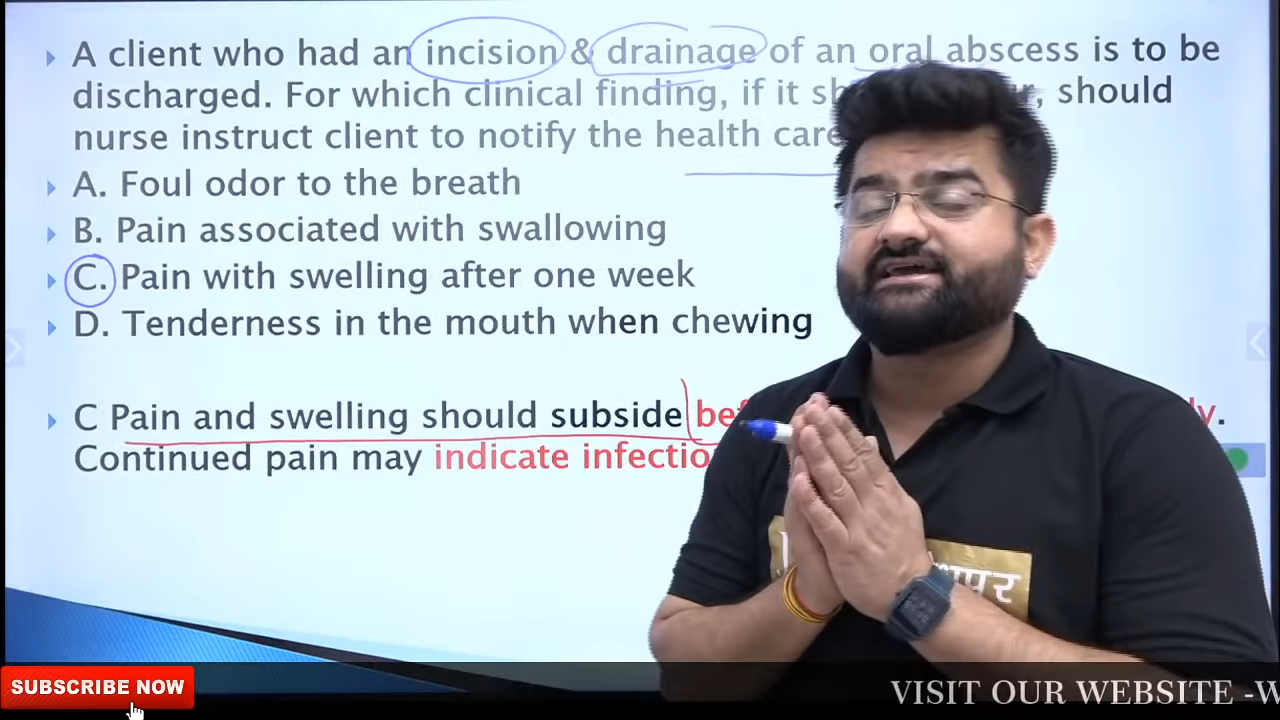 A client who had an incision & drainage of an oral abscess is to be
discharged. For which clinical finding, if it should
nurse instruct client to notify the health care
A. Foul odor to the breath
B. Pain associated with swallowing
C. Pain with swelling after one week
D. Tenderness in the mouth when chewing
C Pain and swelling should subside
Continued pain may indicate
SUBSCRIBE NOW
VISIT OUR WEBSITE -W